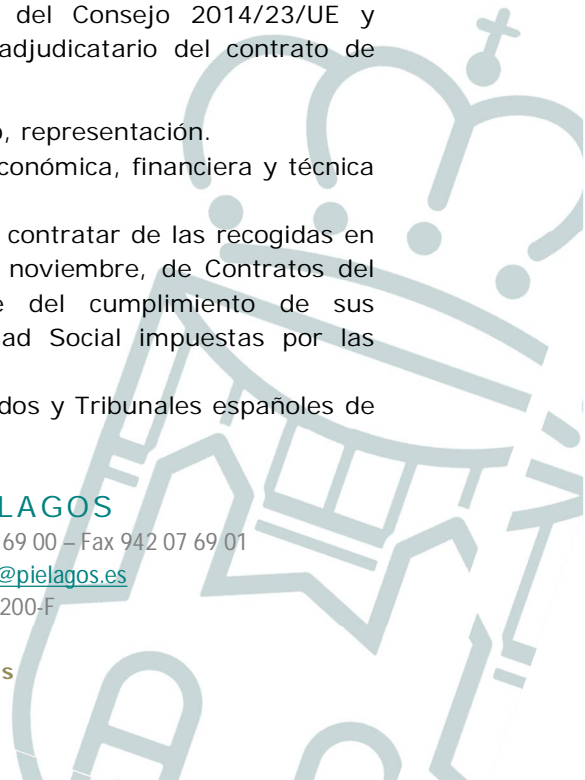 del Consejo 2014/23/UE y
adjudicatario del contrato de
, representación.
conómica, financiera y técnica
contratar de las recogidas en
noviembre, de Contratos del
del cumplimiento de sus
ad Social impuestas por las
dos y Tribunales españoles de
LAGOS
69 00 – Fax 942 07 69 01
@pielagos.es
200-F
s